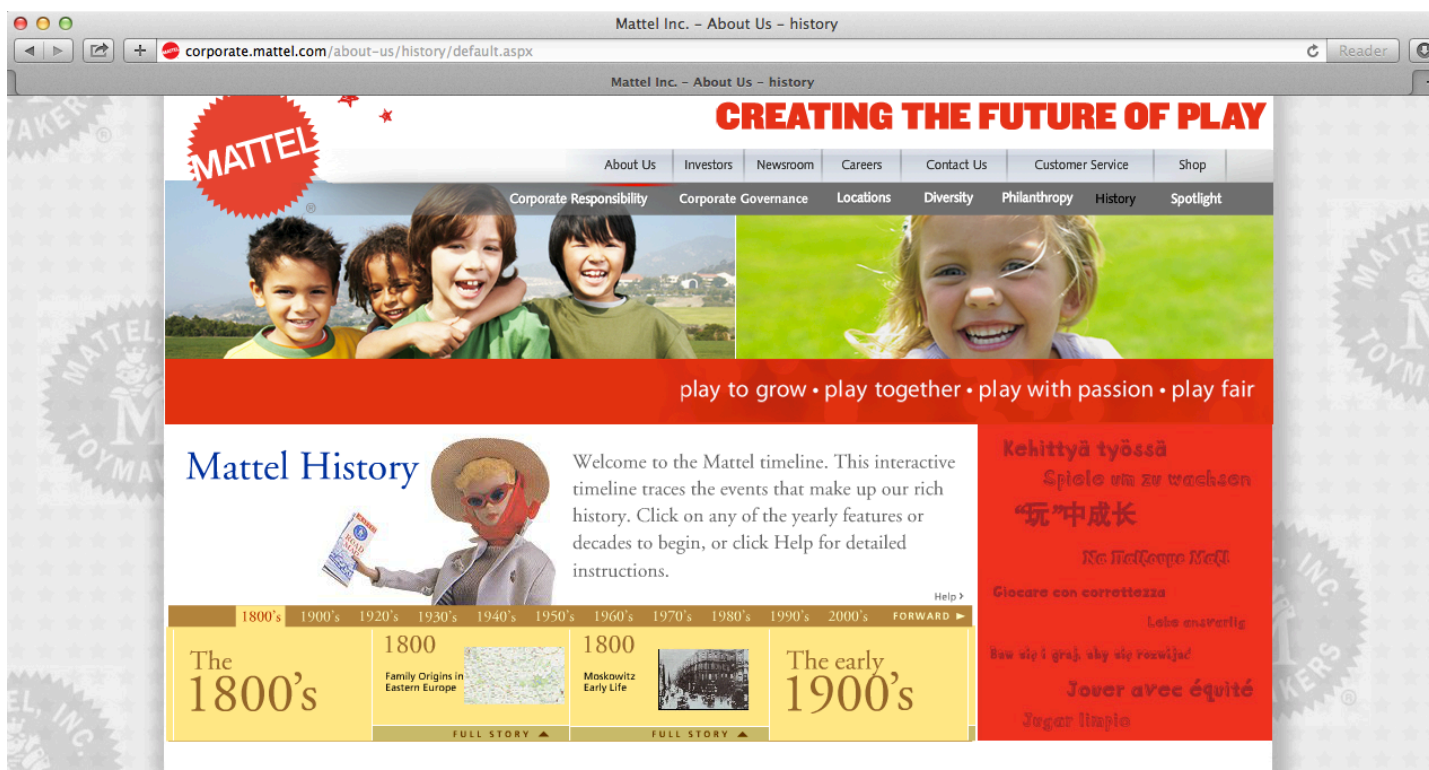 Mattel Inc. – About Us – history
corporate.mattel.com/about-us/history/default.aspx
Reader
Mattel Inc. – About Us – history
CREATING THE FUTURE OF PLAY
MATTEL
®
About Us Investors Newsroom Careers Contact Us Customer Service Shop
Corporate Responsibility Corporate Governance Locations Diversity Philanthropy History Spotlight
play to grow • play together • play with passion • play fair
Mattel History
Welcome to the Mattel timeline. This interactive
timeline traces the events that make up our rich
history. Click on any of the yearly features or
decades to begin, or click Help for detailed
instructions.
Help ›
1800's 1900's 1920's 1930's 1940's 1950's 1960's 1970's 1980's 1990's 2000's FORWARD ►
The
1800's
1800
Family Origins in
Eastern Europe
FULL STORY ▲
1800
Moskowitz
Early Life
FULL STORY ▲
The early
1900's
Kehittyä työssä
Spiele um zu wachsen
“玩”中成长
Giocare con correttezza
Jouer avec équité
Jugar limpio
MATTEL, INC.
TOYMAKERS